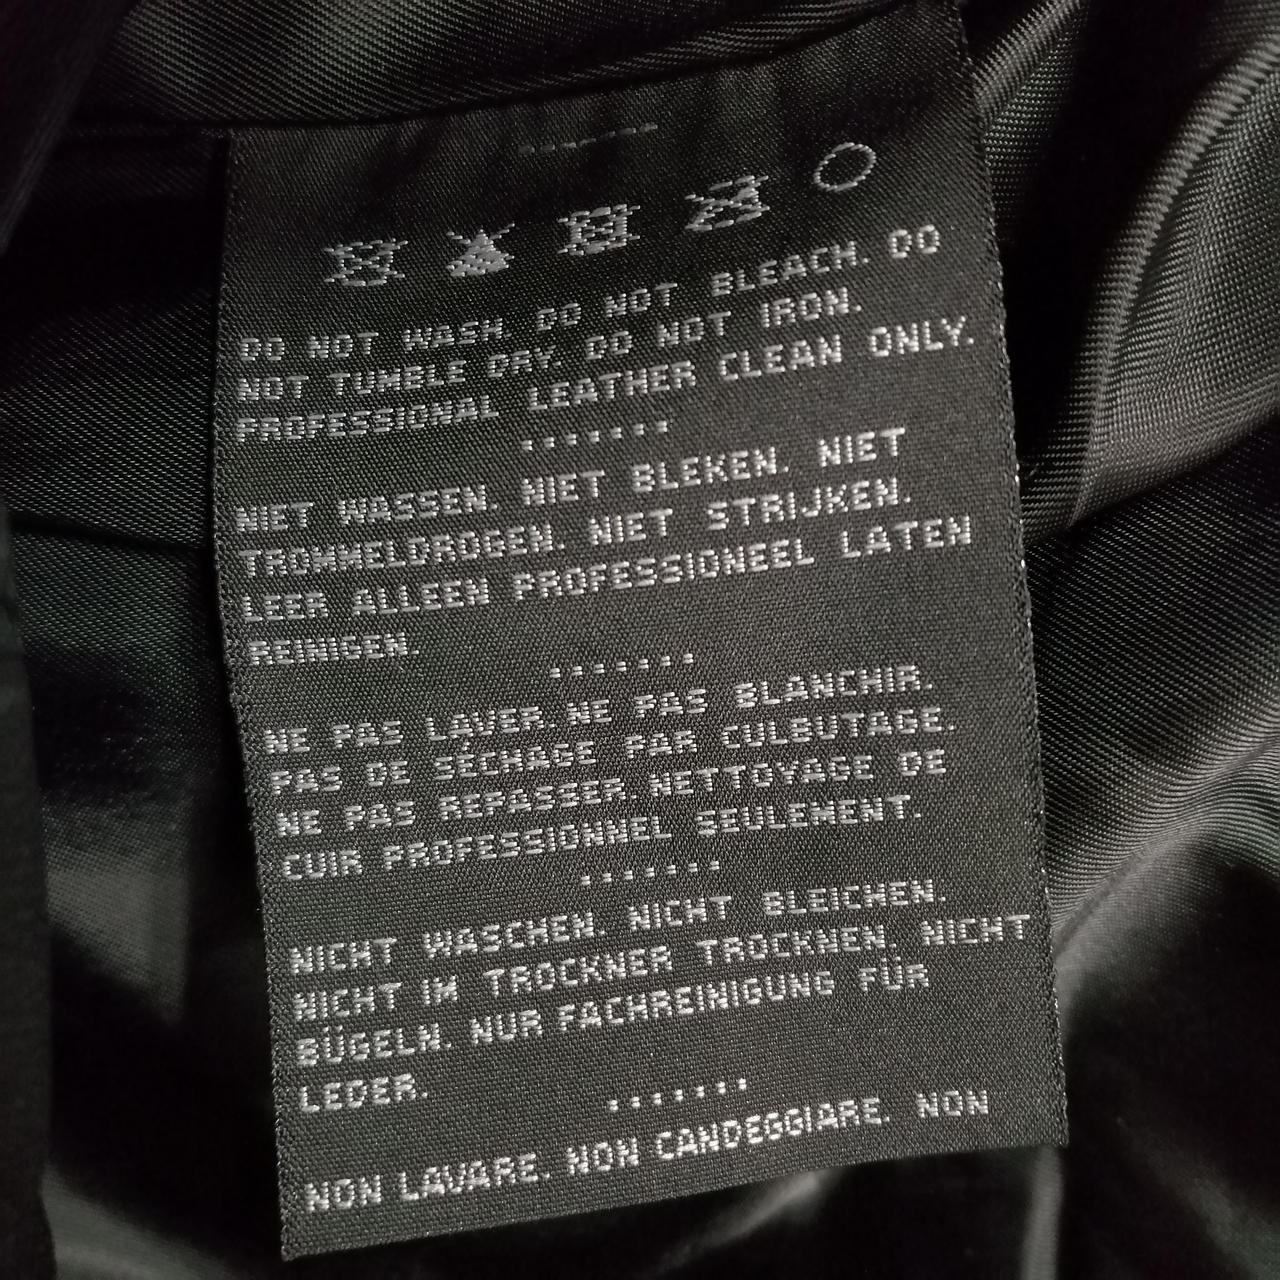 DO NOT WASH. DO NOT BLEACH. DO
NOT TUMBLE DRY. DO NOT IRON.
PROFESSIONAL LEATHER CLEAN ONLY.
NIET WASSEN. NIET BLEKEN. NIET
TROMMELDROGEN. NIET STRIJKEN.
LEER ALLEEN PROFESSIONEEL LATEN
REINIGEN.
NE PAS LAVER. NE PAS BLANCHIR.
PAS DE SÉCHAGE PAR CULBUTAGE.
NE PAS REPASSER. NETTOYAGE DE
CUIR PROFESSIONNEL SEULEMENT.
NICHT WASCHEN. NICHT BLEICHEN.
NICHT IM TROCKNER TROCKNEN. NICHT
BÜGELN. NUR FACHREINIGUNG FÜR
LEDER.
NON LAVARE. NON CANDEGGIARE. NON